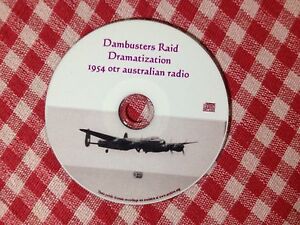 Dambusters Raid
Dramatization
1954 otr australian radio